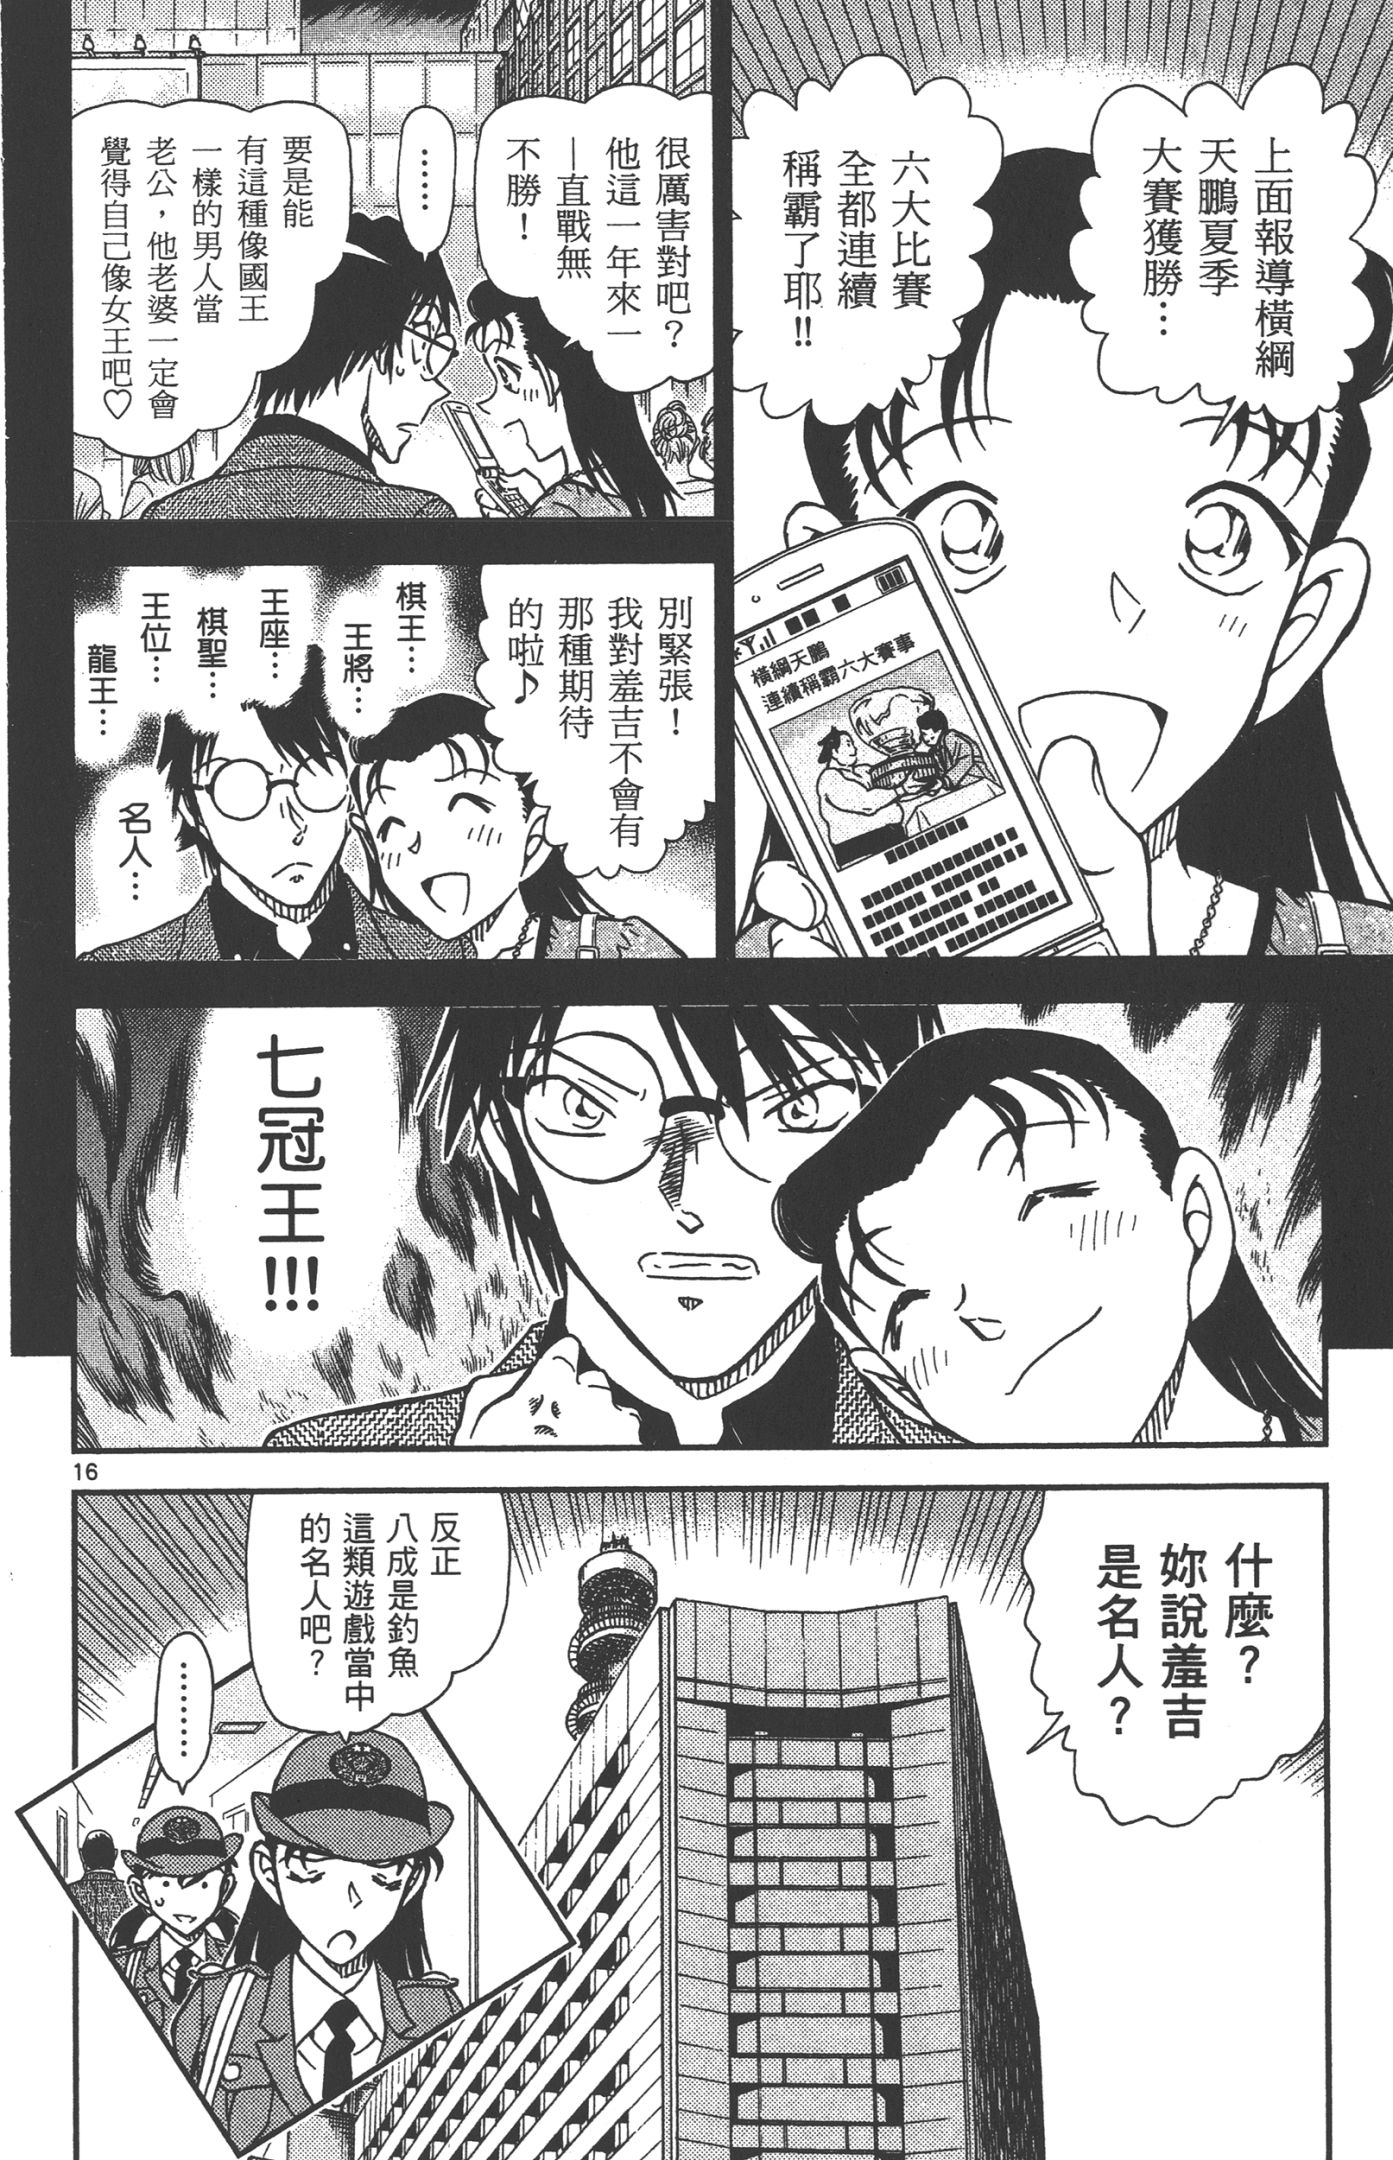 上面報導橫綱
天鵬夏季
大賽獲勝…
六大比賽
全都連續
稱霸了耶!!
橫綱天鵬
連續稱霸六大賽事
很厲害對吧？
他這一年來一
一直戰無
不勝！
……
要是能
有這種像國王
一樣的男人當
老公，他老婆一定會
覺得自己像女王吧♡
別緊張！
我對羞吉不會有
那種期待
的啦♪
棋王…
王將…
王座…
棋聖…
王位…
龍王…
名人…
七冠王!!!
16
什麼？
妳說羞吉
是名人？
反正
八成是釣魚
這類遊戲當中
的名人吧？
………